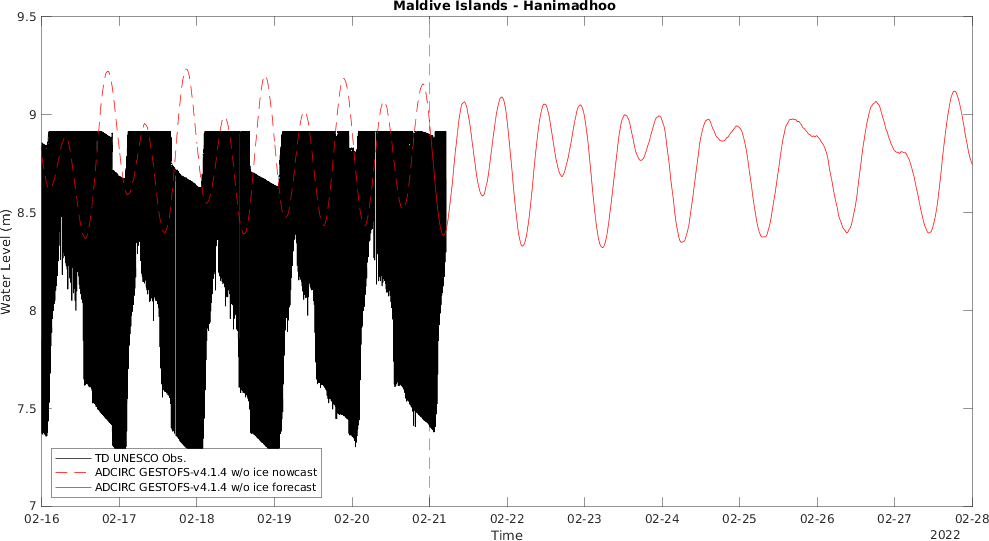 Maldive Islands - Hanimadhoo
9.5
9
8.5
8
7.5
7
Water Level (m)
TD UNESCO Obs.
ADCIRC GESTOFS-v4.1.4 w/o ice nowcast
ADCIRC GESTOFS-v4.1.4 w/o ice forecast
02-16 02-17 02-18 02-19 02-20 02-21 02-22 02-23 02-24 02-25 02-26 02-27 02-28
Time
2022